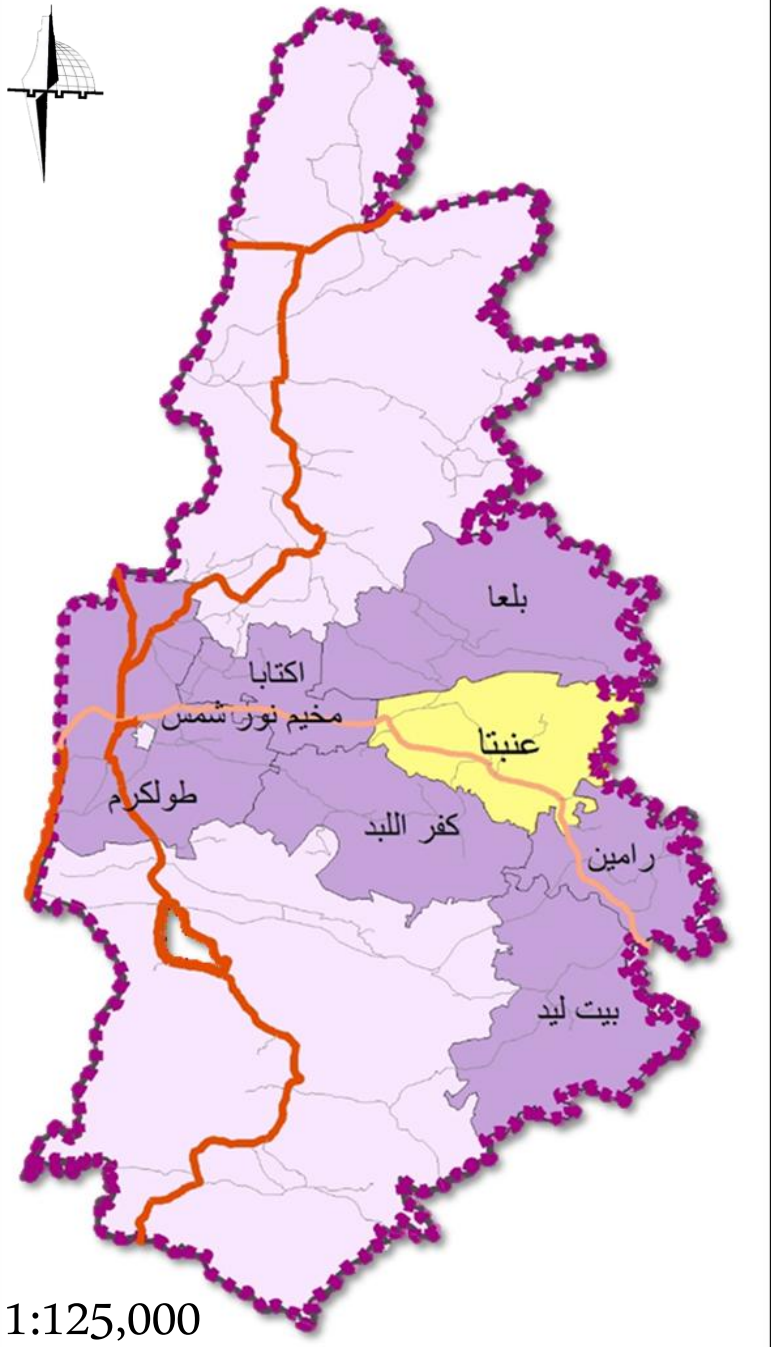 بلعا
اكتابا
مخيم نور شمس
عنبتا
طولكرم
كفر اللبد
رامين
بيت ليد
1:125,000